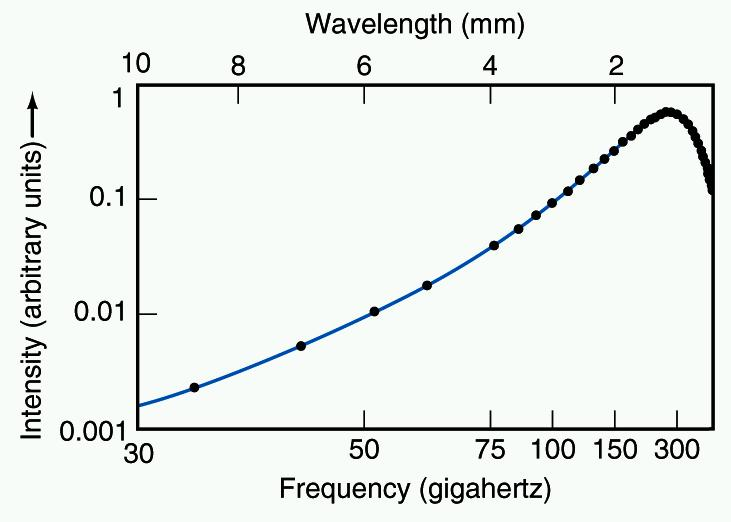 Wavelength (mm)
10 8 6 4 2
1
0.1
0.01
0.001
Intensity (arbitrary units)
30 50 75 100 150 300
Frequency (gigahertz)